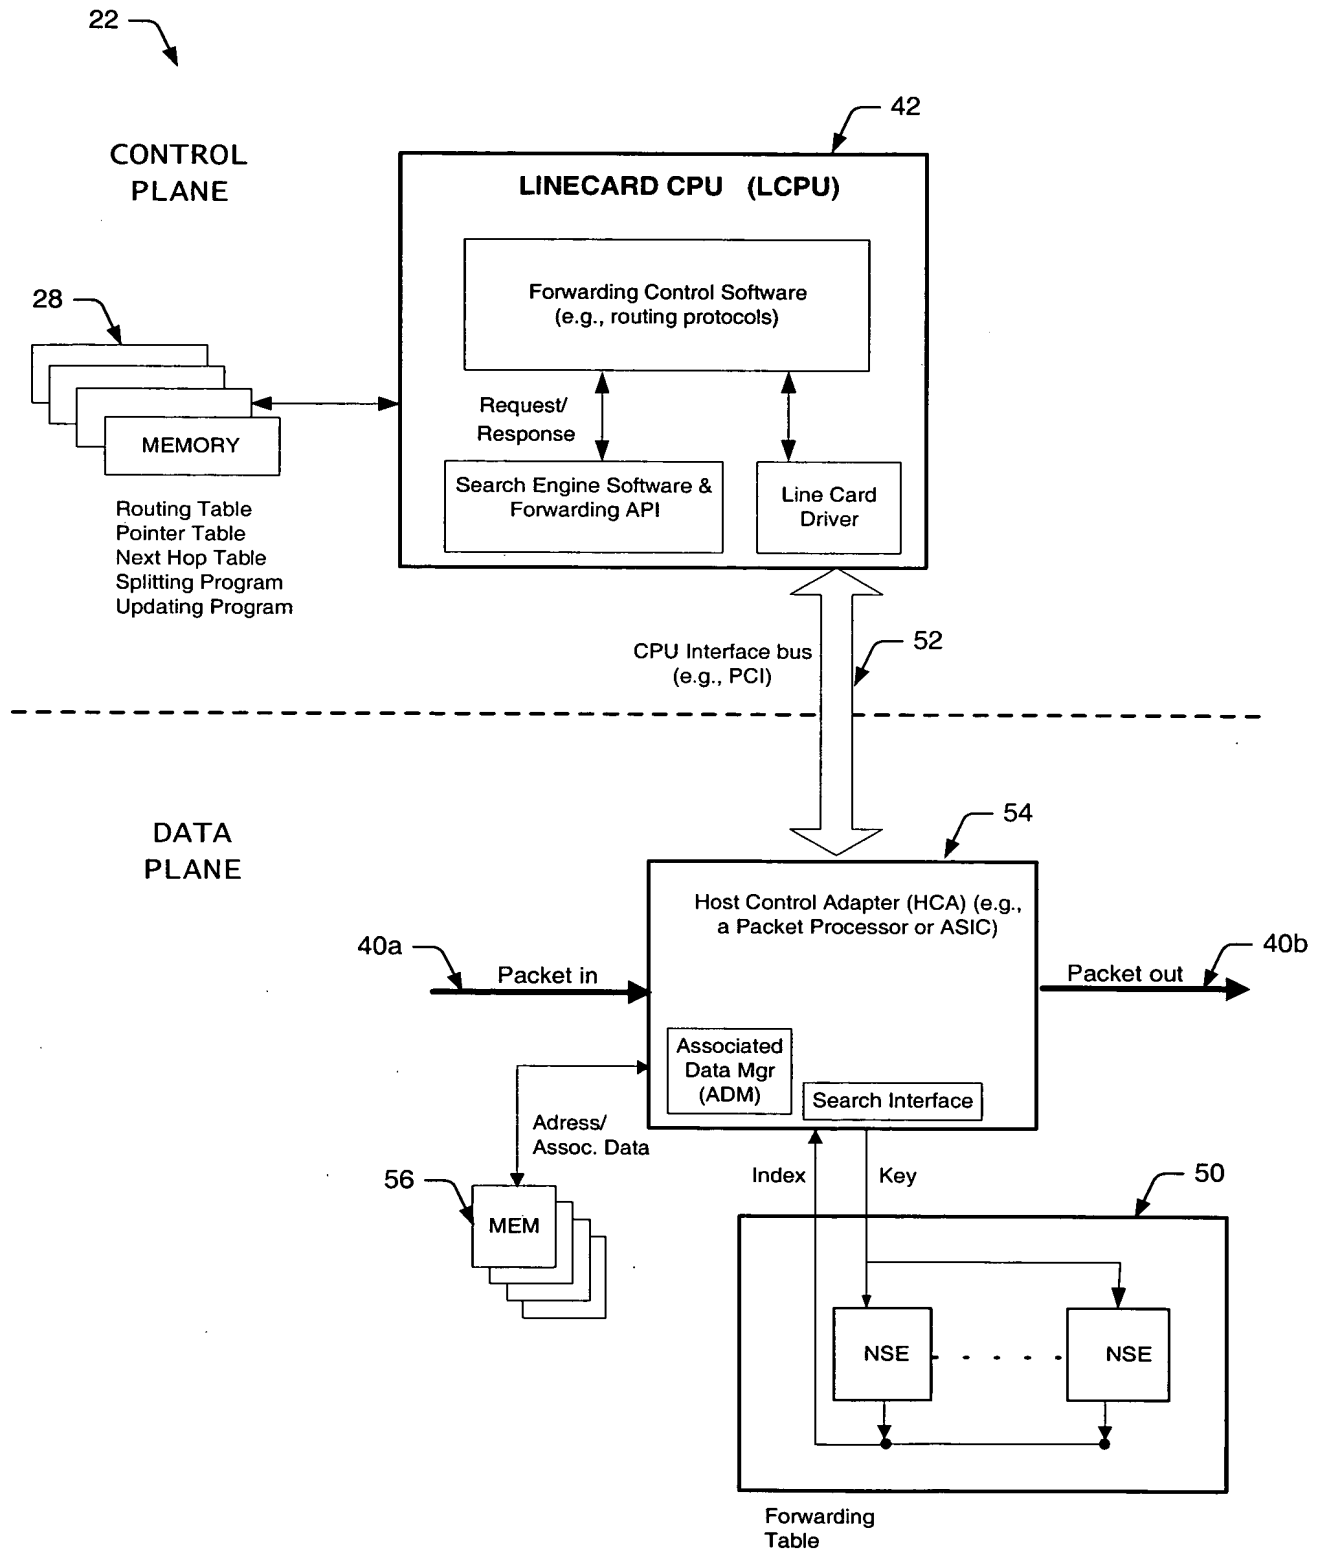 22
42
CONTROL
PLANE
LINECARD CPU (LCPU)
Forwarding Control Software
(e.g., routing protocols)
28
Request/
Response
MEMORY
Search Engine Software &
Forwarding API
Line Card
Driver
Routing Table
Pointer Table
Next Hop Table
Splitting Program
Updating Program
CPU Interface bus
(e.g., PCI)
52
DATA
PLANE
54
Host Control Adapter (HCA) (e.g.,
a Packet Processor or ASIC)
40a
Packet in
Packet out
40b
Associated
Data Mgr
(ADM)
Search Interface
Adress/
Assoc. Data
Index
Key
56
MEM
50
NSE
NSE
Forwarding
Table